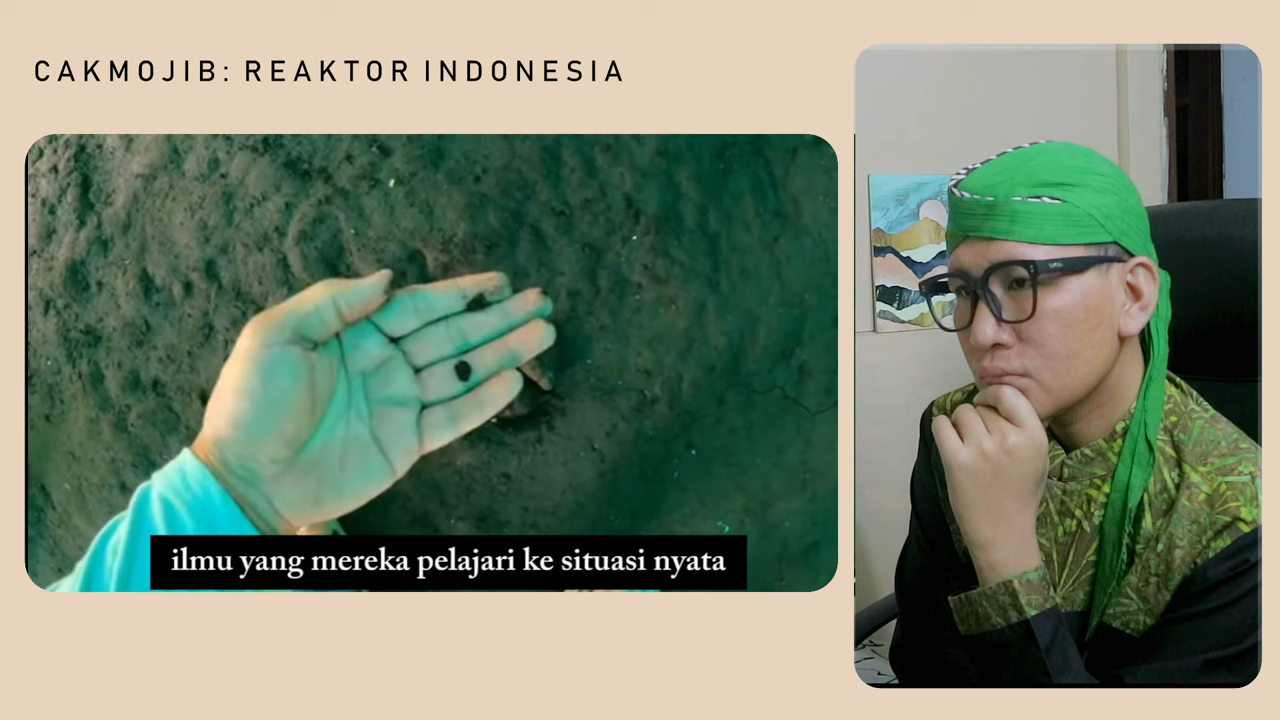 CAKMOJIB: REAKTOR INDONESIA
ilmu yang mereka pelajari ke situasi nyata